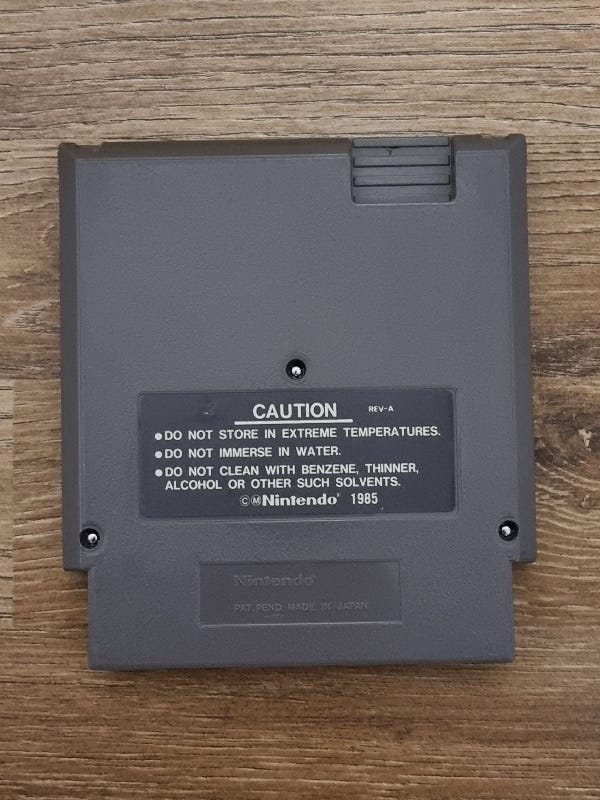 CAUTION REV-A
●DO NOT STORE IN EXTREME TEMPERATURES.
●DO NOT IMMERSE IN WATER.
●DO NOT CLEAN WITH BENZENE, THINNER,
ALCOHOL OR OTHER SUCH SOLVENTS.
©Ⓜ Nintendo® 1985
Nintendo®
PAT. PEND. MADE IN JAPAN